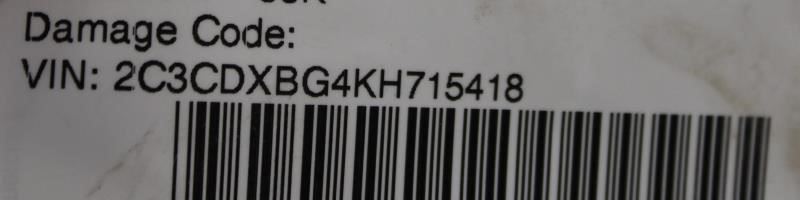 Damage Code:
VIN: 2C3CDXBG4KH715418